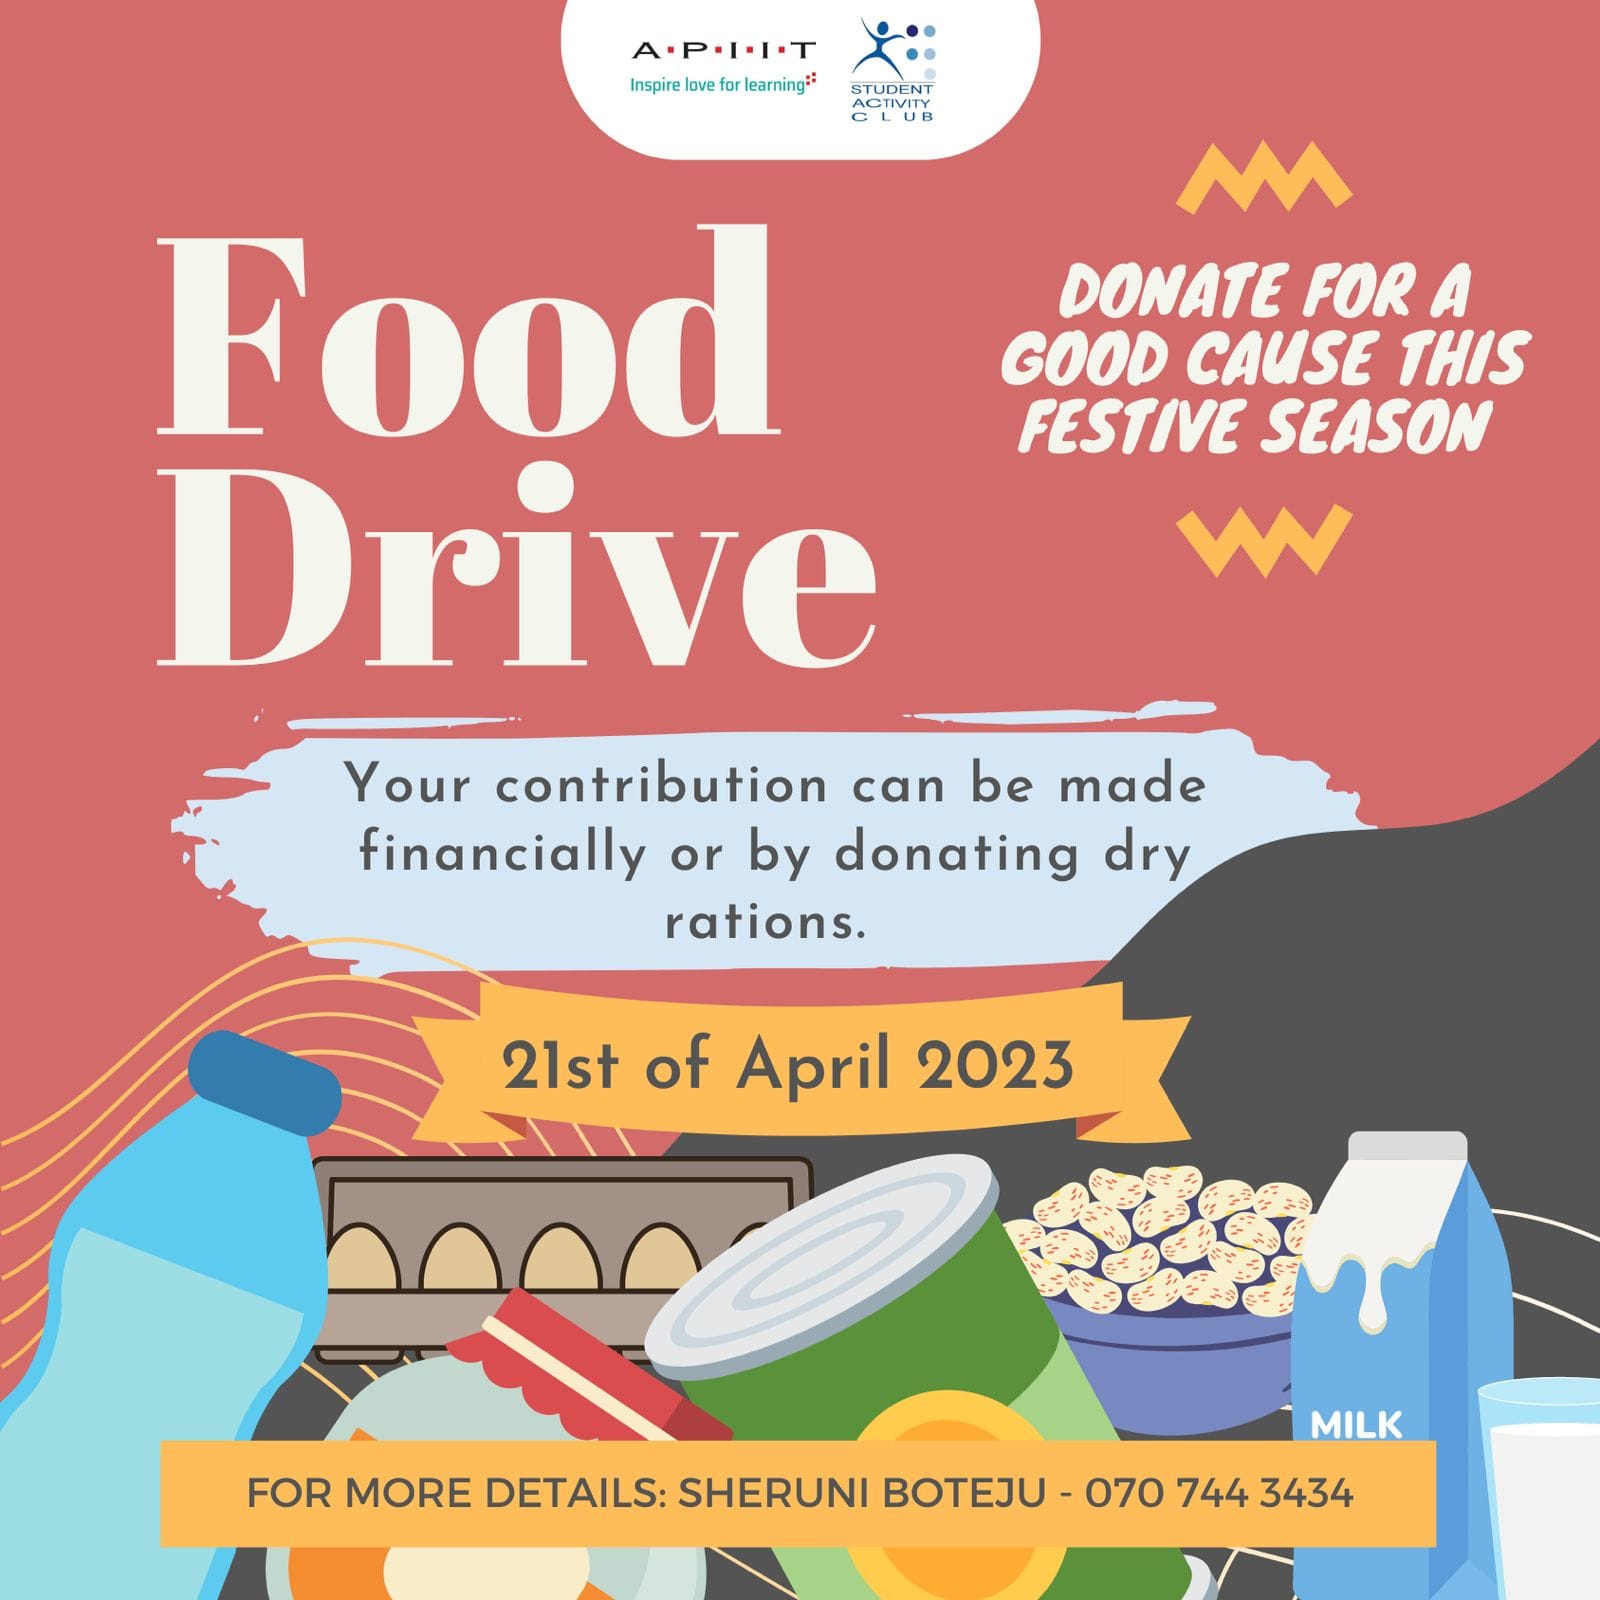 A·P·I·I·T
Inspire love for learning
STUDENT
ACTIVITY
CLUB
Food
Drive
DONATE FOR A
GOOD CAUSE THIS
FESTIVE SEASON
Your contribution can be made
financially or by donating dry
rations.
21st of April 2023
MILK
FOR MORE DETAILS: SHERUNI BOTEJU - 070 744 3434